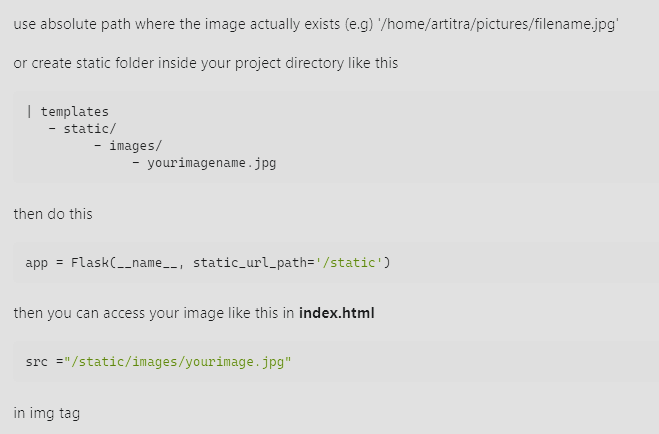 use absolute path where the image actually exists (e.g) '/home/artitra/pictures/filename.jpg'
or create static folder inside your project directory like this
| templates
   - static/
         - images/
              - yourimagename.jpg
then do this
app = Flask(__name__, static_url_path='/static')
then you can access your image like this in index.html
src ="/static/images/yourimage.jpg"
in img tag